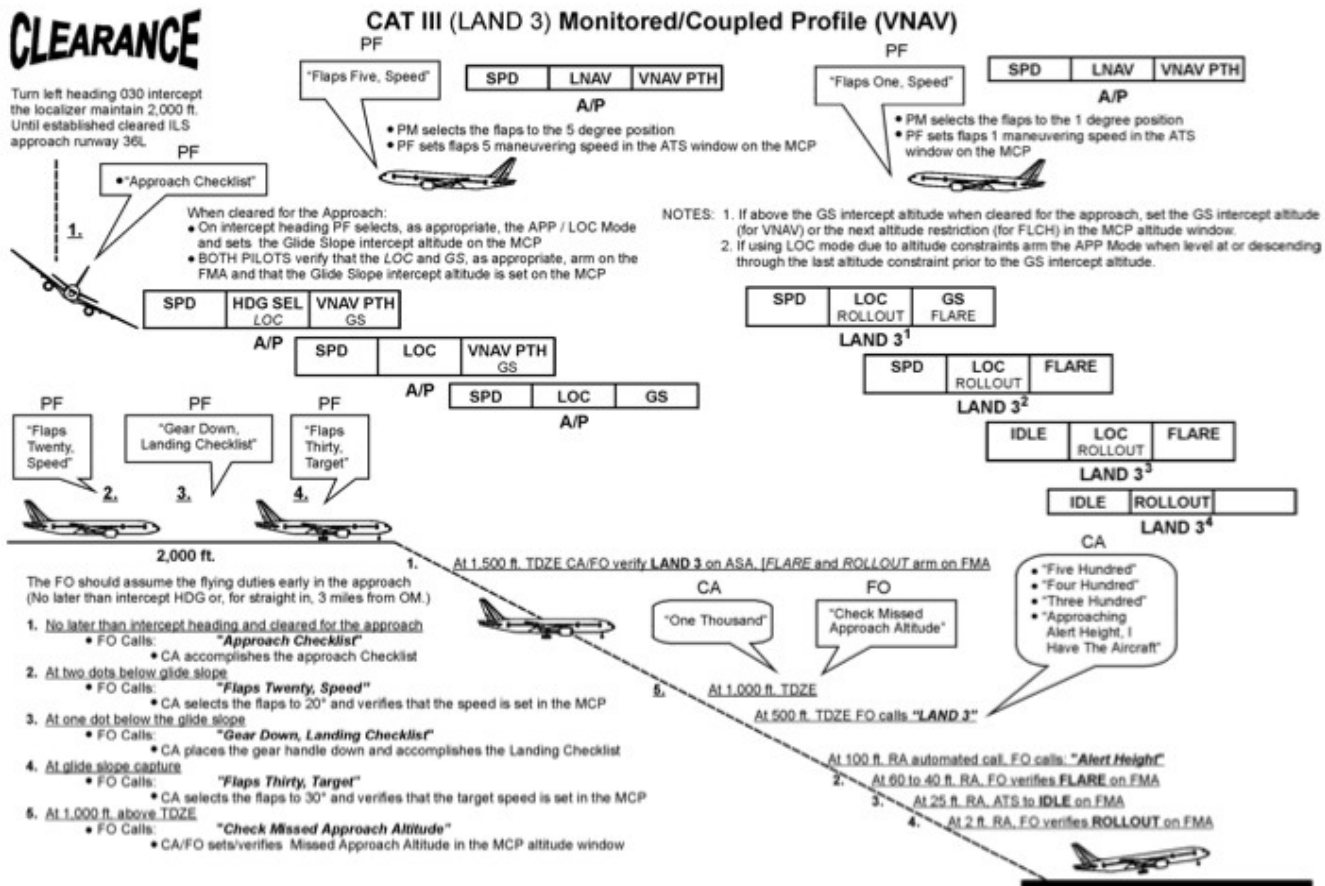 CAT III (LAND 3) Monitored/Coupled Profile (VNAV)
CLEARANCE
Turn left heading 030 intercept
the localizer maintain 2,000 ft.
Until established cleared ILS
approach runway 36L
PF
"Flaps Five, Speed"
SPD LNAV VNAV PTH
A/P
• PM selects the flaps to the 5 degree position
• PF sets flaps 5 maneuvering speed in the ATS window on the MCP
PF
"Flaps One, Speed"
SPD LNAV VNAV PTH
A/P
• PM selects the flaps to the 1 degree position
• PF sets flaps 1 maneuvering speed in the ATS
window on the MCP
PF
• "Approach Checklist"
1.
When cleared for the Approach:
• On intercept heading PF selects, as appropriate, the APP / LOC Mode
and sets the Glide Slope intercept altitude on the MCP
• BOTH PILOTS verify that the LOC and GS, as appropriate, arm on the
FMA and that the Glide Slope intercept altitude is set on the MCP
NOTES: 1. If above the GS intercept altitude when cleared for the approach, set the GS intercept altitude
(for VNAV) or the next altitude restriction (for FLCH) in the MCP altitude window.
2. If using LOC mode due to altitude constraints arm the APP Mode when level at or descending
through the last altitude constraint prior to the GS intercept altitude.
SPD HDG SEL VNAV PTH
LOC GS
A/P
SPD LOC VNAV PTH
GS
A/P
SPD LOC GS
A/P
SPD LOC GS
ROLLOUT FLARE
LAND 3 1
SPD LOC FLARE
ROLLOUT
LAND 3 2
IDLE LOC FLARE
ROLLOUT
LAND 3 3
IDLE ROLLOUT
LAND 3 4
PF
"Flaps
Twenty,
Speed"
2.
PF
"Gear Down,
Landing Checklist"
3.
PF
"Flaps
Thirty,
Target"
4.
2,000 ft.
The FO should assume the flying duties early in the approach
(No later than intercept HDG or, for straight in, 3 miles from OM.)
1. No later than intercept heading and cleared for the approach
• FO Calls: "Approach Checklist"
• CA accomplishes the approach Checklist
2. At two dots below glide slope
• FO Calls: "Flaps Twenty, Speed"
• CA selects the flaps to 20° and verifies that the speed is set in the MCP
3. At one dot below the glide slope
• FO Calls: "Gear Down, Landing Checklist"
• CA places the gear handle down and accomplishes the Landing Checklist
4. At glide slope capture
• FO Calls: "Flaps Thirty, Target"
• CA selects the flaps to 30° and verifies that the target speed is set in the MCP
5. At 1,000 ft. above TDZE
• FO Calls: "Check Missed Approach Altitude"
• CA/FO sets/verifies Missed Approach Altitude in the MCP altitude window
1. At 1,500 ft. TDZE CA/FO verify LAND 3 on ASA, [FLARE and ROLLOUT arm on FMA
CA
"One Thousand"
FO
"Check Missed
Approach Altitude"
CA
• "Five Hundred"
• "Four Hundred"
• "Three Hundred"
• "Approaching
Alert Height, I
Have The Aircraft"
5. At 1,000 ft. TDZE
At 500 ft. TDZE FO calls "LAND 3"
At 100 ft. RA automated call, FO calls: "Alert Height"
2. At 60 to 40 ft. RA, FO verifies FLARE on FMA
3. At 25 ft. RA, ATS to IDLE on FMA
4. At 2 ft. RA, FO verifies ROLLOUT on FMA